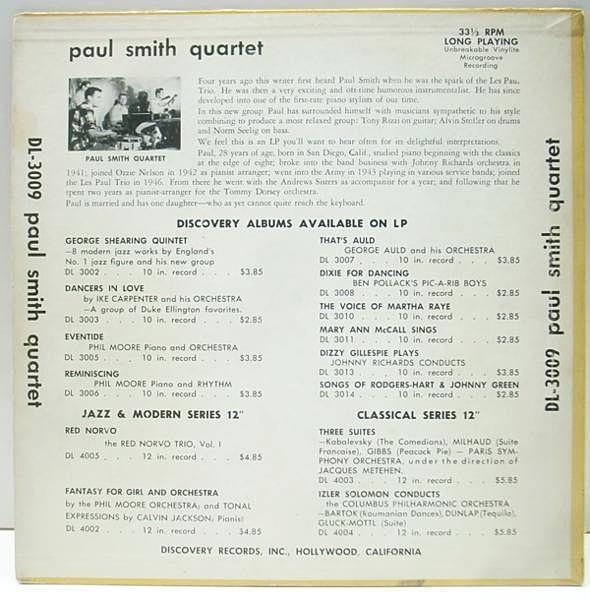 paul smith quartet
33⅓ RPM
LONG PLAYING
Unbreakable Vinylite
Microgroove
Recording
Four years ago this writer first heard Paul Smith when he was the spark of the Les Paul
Trio. He was then a very exciting and oft-time humorous instrumentalist. He has since
developed into one of the first-rate piano stylists of our time.
In this new group Paul has surrounded himself with musicians sympathetic to his style
combining to produce a most relaxed group: Tony Rizzi on guitar; Alvin Stoller on drums
and Norm Seelig on bass.
We feel this is an LP you'll want to hear often for its delightful interpretations.
Paul, 28 years of age, born in San Diego, Calif., studied piano beginning with the classics
at the edge of eight; broke into the band business with Johnny Richards orchestra in
1941; joined Ozzie Nelson in 1942 as pianist arranger; went into the Army in 1943 playing in various service bands; joined
the Les Paul Trio in 1946. From there he went with the Andrews Sisters as accompanist for a year; and following that he
spent two years as pianist-arranger for the Tommy Dorsey orchestra.
Paul is married and has one daughter—who as yet cannot quite reach the keyboard.
PAUL SMITH QUARTET
DL-3009 paul smith quartet
DL-3009 paul smith quartet
DISCOVERY ALBUMS AVAILABLE ON LP
GEORGE SHEARING QUINTET
—8 modern jazz works by England's
No. 1 jazz figure and his new group
DL 3002 . . . 10 in. record . . . $3.85
DANCERS IN LOVE
by IKE CARPENTER and his ORCHESTRA
—A group of Duke Ellington favorites.
DL 3003 . . . 10 in. record . . . $2.85
EVENTIDE
PHIL MOORE Piano and ORCHESTRA
DL 3005 . . . 10 in. record . . . $3.85
REMINISCING
PHIL MOORE Piano and RHYTHM
DL 3006 . . . 10 in. record . . . $3.85
THAT'S AULD
GEORGE AULD and his ORCHESTRA
DL 3007 . . . 10 in. record . . . $3.85
DIXIE FOR DANCING
BEN POLLACK'S PIC-A-RIB BOYS
DL 3008 . . . 10 in. record . . . $2.85
THE VOICE OF MARTHA RAYE
DL 3010 . . . 10 in. record . . . $2.85
MARY ANN McCALL SINGS
DL 3011 . . . 10 in. record . . . $2.85
DIZZY GILLESPIE PLAYS
JOHNNY RICHARDS CONDUCTS
DL 3013 . . . 10 in. record . . . $3.85
SONGS OF RODGERS-HART & JOHNNY GREEN
DL 3014 . . . 10 in. record . . . $2.85
JAZZ & MODERN SERIES 12"
RED NORVO
the RED NORVO TRIO, Vol. I
DL 4005 . . 12 in. record . . . $4.85
FANTASY FOR GIRL AND ORCHESTRA
by the PHIL MOORE ORCHESTRA; and TONAL
EXPRESSIONS by CALVIN JACKSON, Pianist
DL 4002 . . . 12 in. record . . . $4.85
CLASSICAL SERIES 12"
THREE SUITES
—Kabalevsky (The Comedians), MILHAUD (Suite
Francaise), GIBBS (Peacock Pie) — PARIS SYM-
PHONY ORCHESTRA, under the direction of
JACQUES METEHEN.
DL 4003 . . . 12 in. record . . . $5.85
IZLER SOLOMON CONDUCTS
the COLUMBUS PHILHARMONIC ORCHESTRA
—BARTOK (Roumanian Dances), DUNLAP (Tequila),
GLUCK-MOTTL (Suite)
DL 4004 . . . 12 in. record . . . $5.85
DISCOVERY RECORDS, INC., HOLLYWOOD, CALIFORNIA